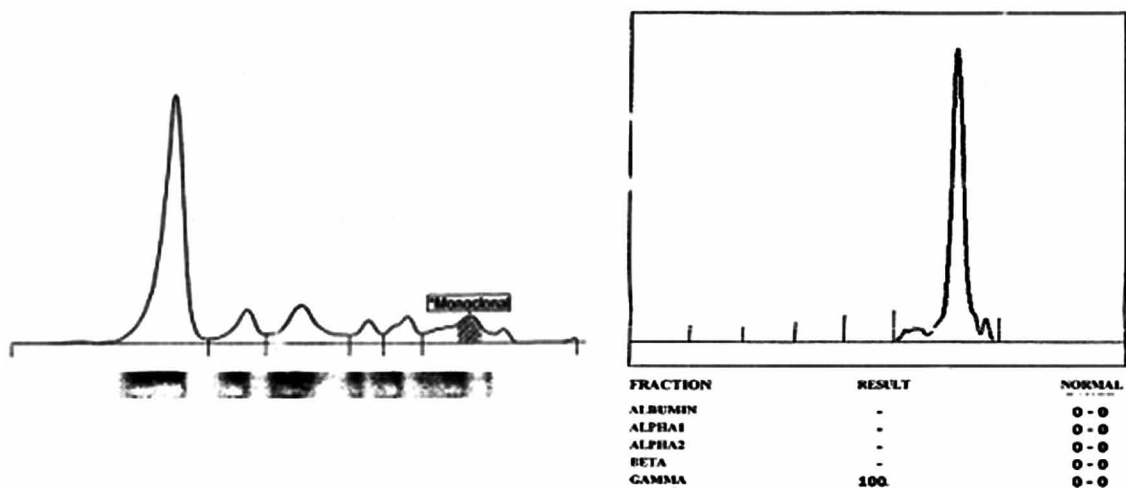 *Monoclonal
FRACTION RESULT NORMAL
ALBUMIN - 0 - 0
ALPHA1 - 0 - 0
ALPHA2 - 0 - 0
BETA - 0 - 0
GAMMA 100. 0 - 0